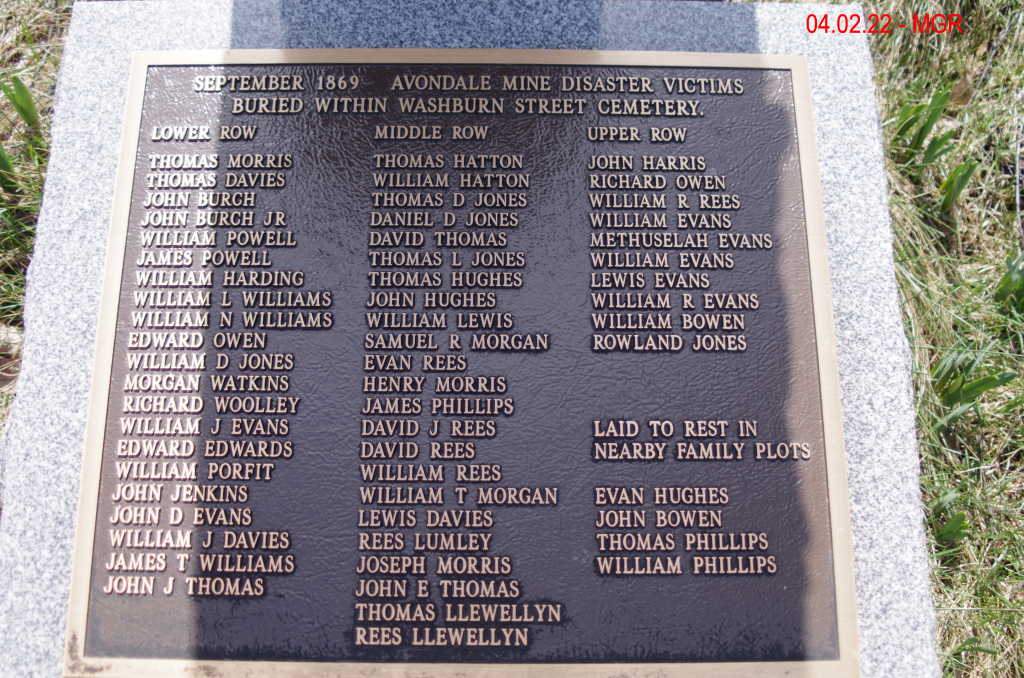 04.02.22 - MGR
SEPTEMBER 1869 AVONDALE MINE DISASTER VICTIMS
BURIED WITHIN WASHBURN STREET CEMETERY.
LOWER ROW
THOMAS MORRIS
THOMAS DAVIES
JOHN BURCH
JOHN BURCH JR
WILLIAM POWELL
JAMES POWELL
WILLIAM HARDING
WILLIAM L WILLIAMS
WILLIAM N WILLIAMS
EDWARD OWEN
WILLIAM D JONES
MORGAN WATKINS
RICHARD WOOLLEY
WILLIAM J EVANS
EDWARD EDWARDS
WILLIAM PORFIT
JOHN JENKINS
JOHN D EVANS
WILLIAM J DAVIES
JAMES T WILLIAMS
JOHN J THOMAS
MIDDLE ROW
THOMAS HATTON
WILLIAM HATTON
THOMAS D JONES
DANIEL D JONES
DAVID THOMAS
THOMAS L JONES
THOMAS HUGHES
JOHN HUGHES
WILLIAM LEWIS
SAMUEL R MORGAN
EVAN REES
HENRY MORRIS
JAMES PHILLIPS
DAVID J REES
DAVID REES
WILLIAM REES
WILLIAM T MORGAN
LEWIS DAVIES
REES LUMLEY
JOSEPH MORRIS
JOHN E THOMAS
THOMAS LLEWELLYN
REES LLEWELLYN
UPPER ROW
JOHN HARRIS
RICHARD OWEN
WILLIAM R REES
WILLIAM EVANS
METHUSELAH EVANS
WILLIAM EVANS
LEWIS EVANS
WILLIAM R EVANS
WILLIAM BOWEN
ROWLAND JONES
LAID TO REST IN
NEARBY FAMILY PLOTS
EVAN HUGHES
JOHN BOWEN
THOMAS PHILLIPS
WILLIAM PHILLIPS